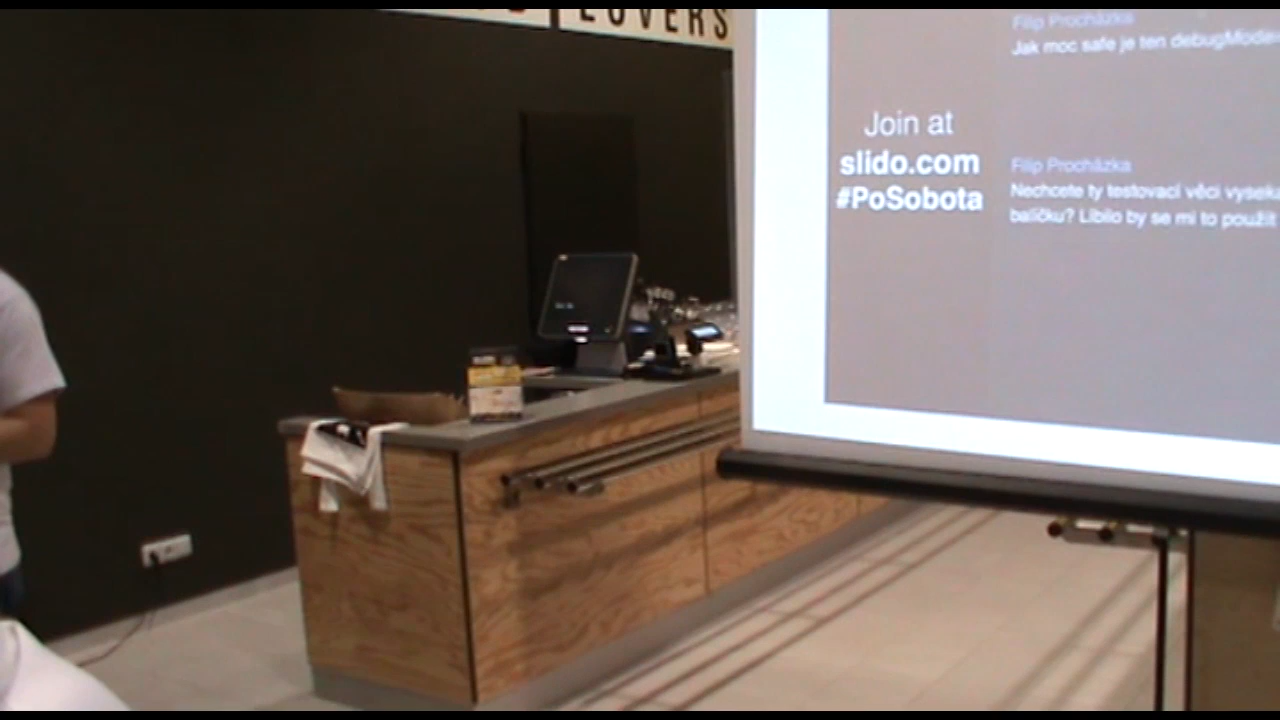 LOVERS
Filip Procházka
Jak moc safe je ten debugMode
Join at
slido.com
#PoSobota
Filip Procházka
Nechcete ty testovací věci vysek
balíčku? Líbilo by se mi to použít